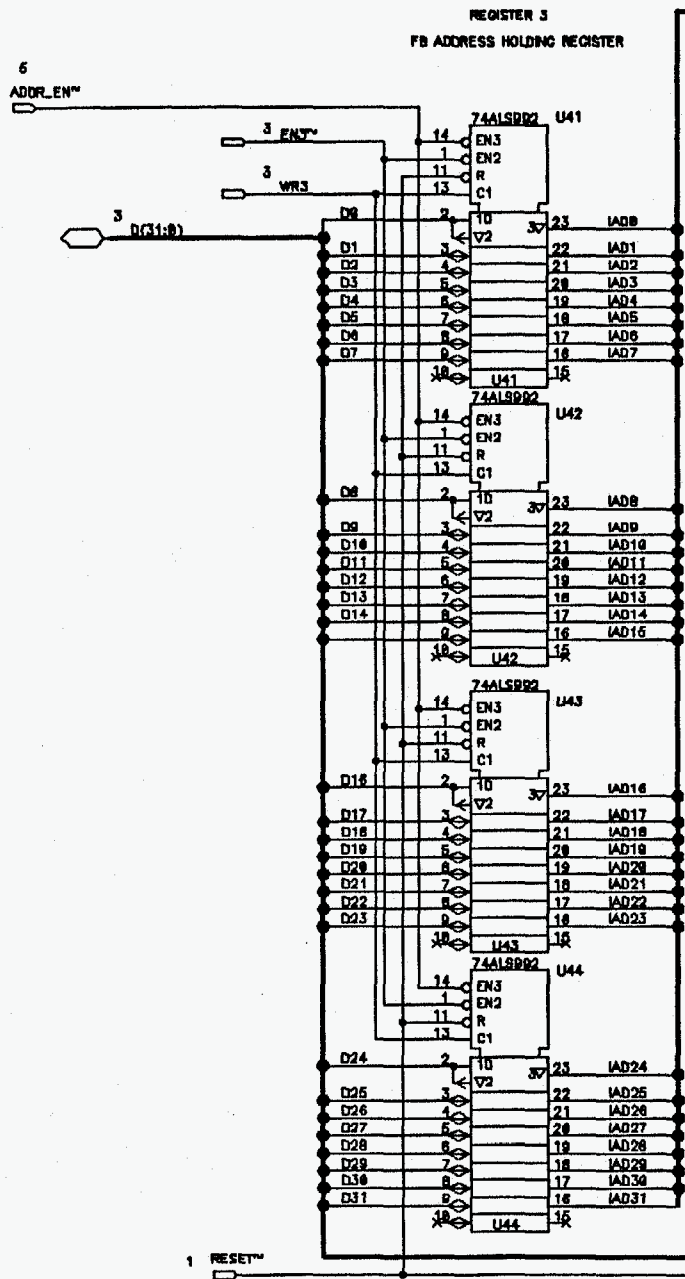 REGISTER 3
FB ADDRESS HOLDING REGISTER
6
ADDR_EN~
3 EN3~
3 WR3
3 D(31:0)
74ALS992 U41
14 EN3
1 EN2
11 R
13 C1
D0 2 1D 3▽ 23 IAD0
▽2
D1 3 22 IAD1
D2 4 21 IAD2
D3 5 20 IAD3
D4 6 19 IAD4
D5 7 18 IAD5
D6 8 17 IAD6
D7 9 16 IAD7
10 U41 15
74ALS992 U42
14 EN3
1 EN2
11 R
13 C1
D8 2 1D 3▽ 23 IAD8
▽2
D9 3 22 IAD9
D10 4 21 IAD10
D11 5 20 IAD11
D12 6 19 IAD12
D13 7 18 IAD13
D14 8 17 IAD14
9 16 IAD15
10 U42 15
74ALS992 U43
14 EN3
1 EN2
11 R
13 C1
D16 2 1D 3▽ 23 IAD16
▽2
D17 3 22 IAD17
D18 4 21 IAD18
D19 5 20 IAD19
D20 6 19 IAD20
D21 7 18 IAD21
D22 8 17 IAD22
D23 9 16 IAD23
10 U43 15
74ALS992 U44
14 EN3
1 EN2
11 R
13 C1
D24 2 1D 3▽ 23 IAD24
▽2
D25 3 22 IAD25
D26 4 21 IAD26
D27 5 20 IAD27
D28 6 19 IAD28
D29 7 18 IAD29
D30 8 17 IAD30
D31 9 16 IAD31
10 U44 15
1 RESET~